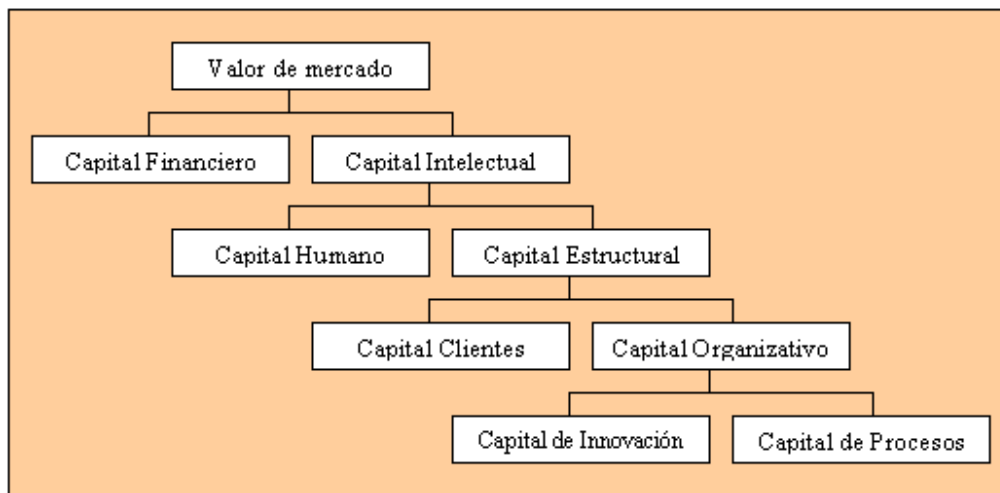 Valor de mercado
Capital Financiero
Capital Intelectual
Capital Humano
Capital Estructural
Capital Clientes
Capital Organizativo
Capital de Innovación
Capital de Procesos